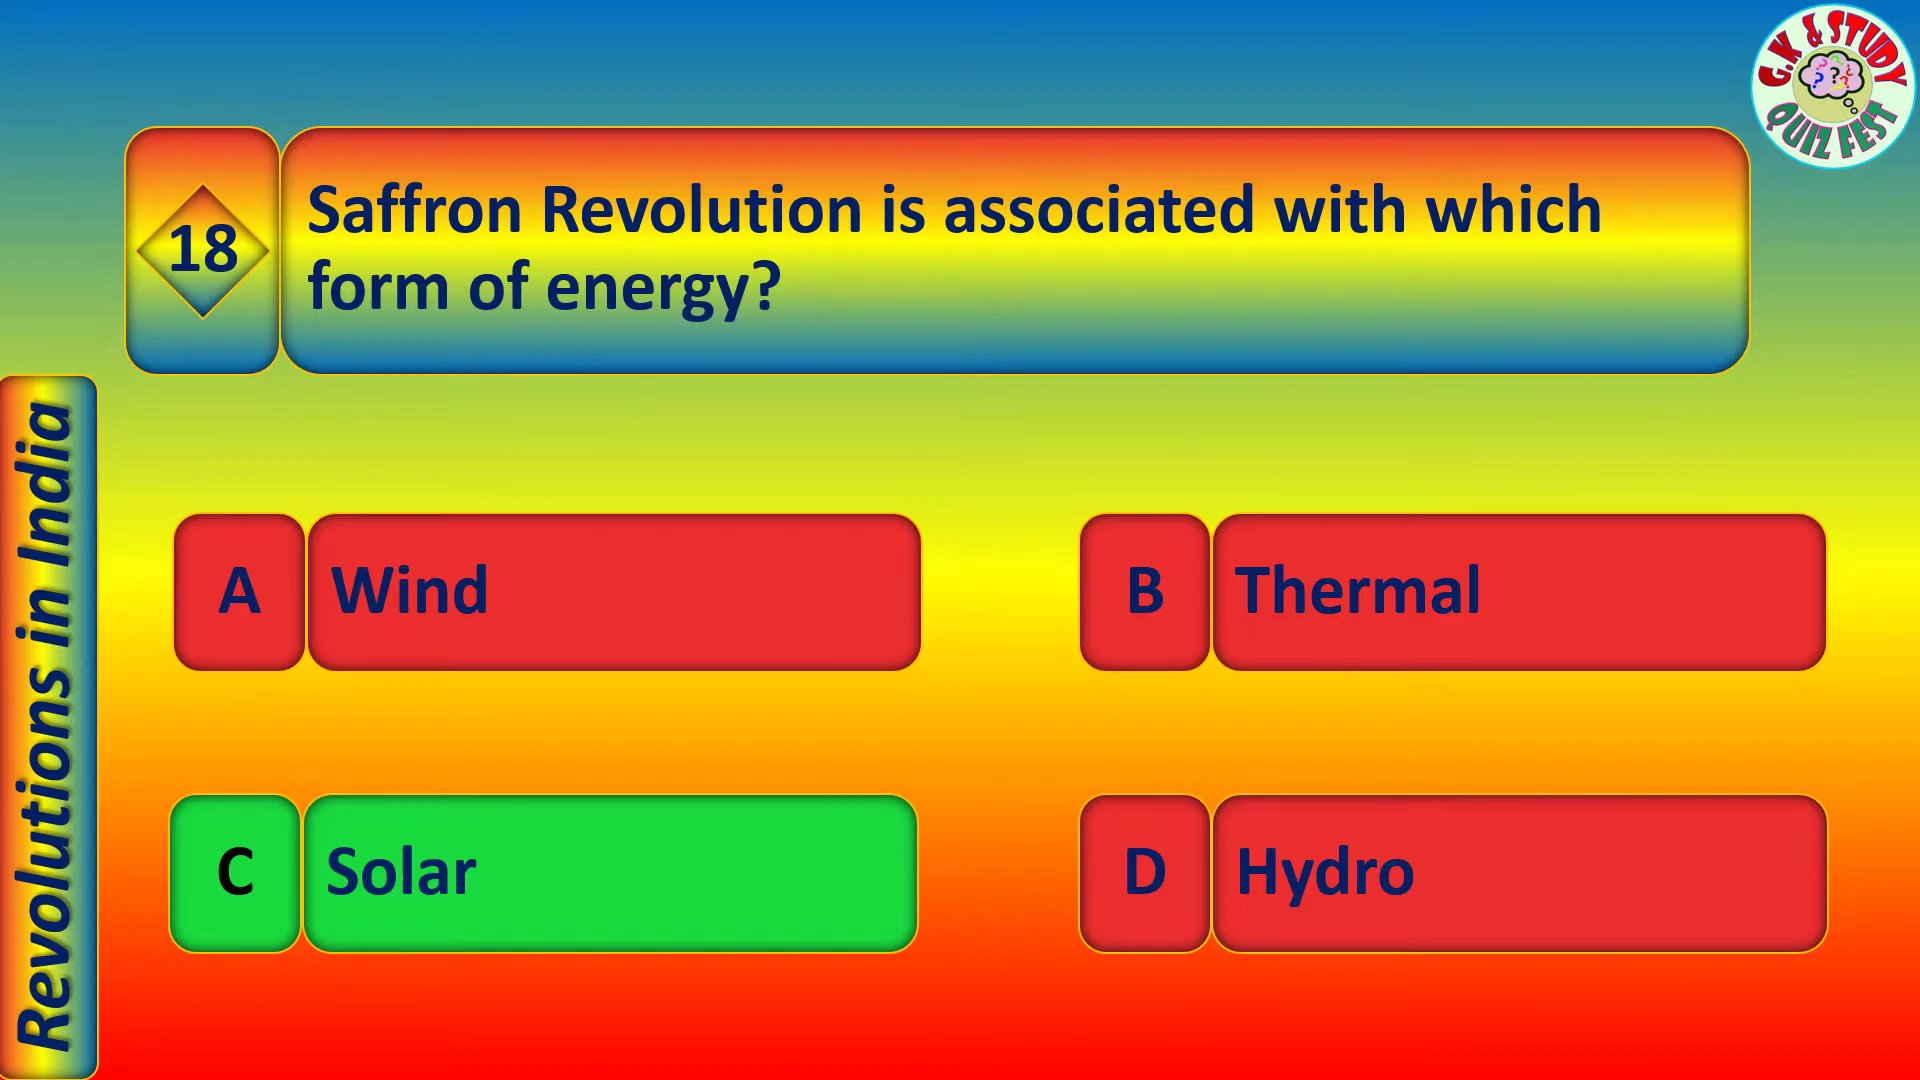 G.K & STUDY
QUIZ FEST
18
Saffron Revolution is associated with which
form of energy?
Revolutions in India
A
Wind
B
Thermal
C
Solar
D
Hydro